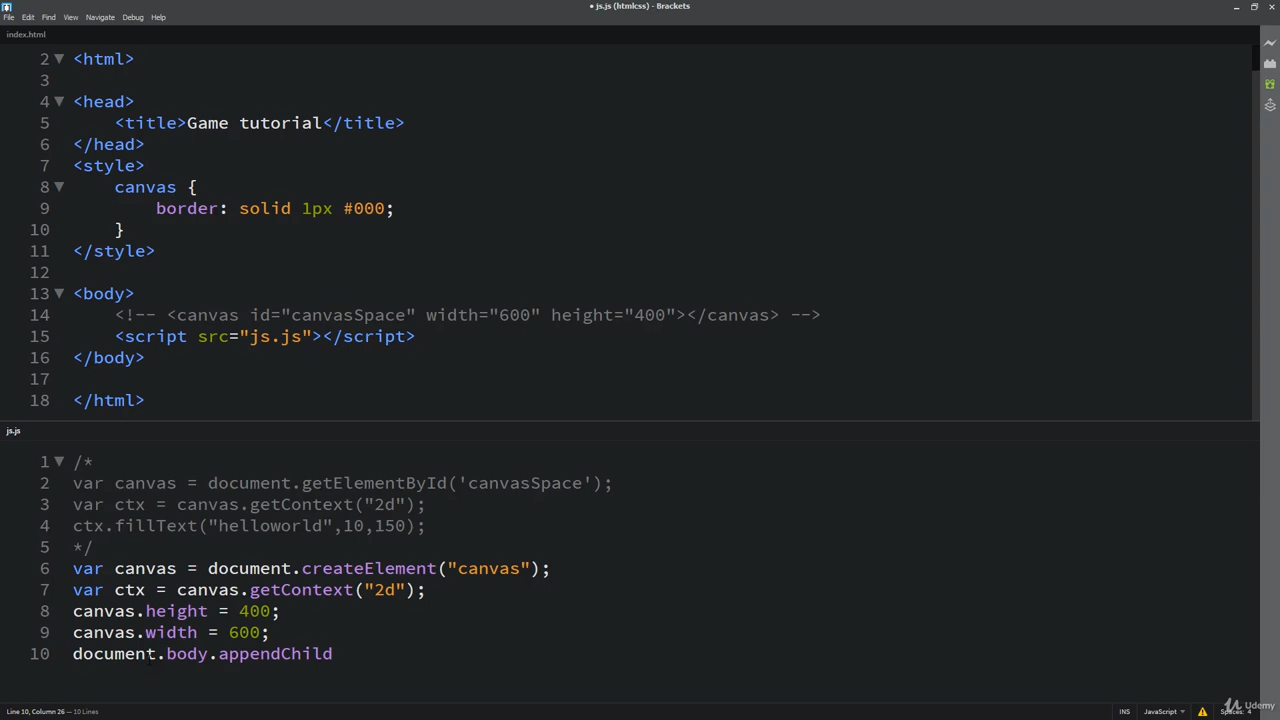 js.js (htmlcss) - Brackets
File Edit Find View Navigate Debug Help
index.html
2 <html>
3
4 <head>
5 <title>Game tutorial</title>
6 </head>
7 <style>
8 canvas {
9 border: solid 1px #000;
10 }
11 </style>
12
13 <body>
14 <!-- <canvas id="canvasSpace" width="600" height="400"></canvas> -->
15 <script src="js.js"></script>
16 </body>
17
18 </html>
js.js
1 /*
2 var canvas = document.getElementById('canvasSpace');
3 var ctx = canvas.getContext("2d");
4 ctx.fillText("helloworld",10,150);
5 */
6 var canvas = document.createElement("canvas");
7 var ctx = canvas.getContext("2d");
8 canvas.height = 400;
9 canvas.width = 600;
10 document.body.appendChild
Line 10, Column 26 — 10 Lines INS JavaScript Spaces: 4
Udemy